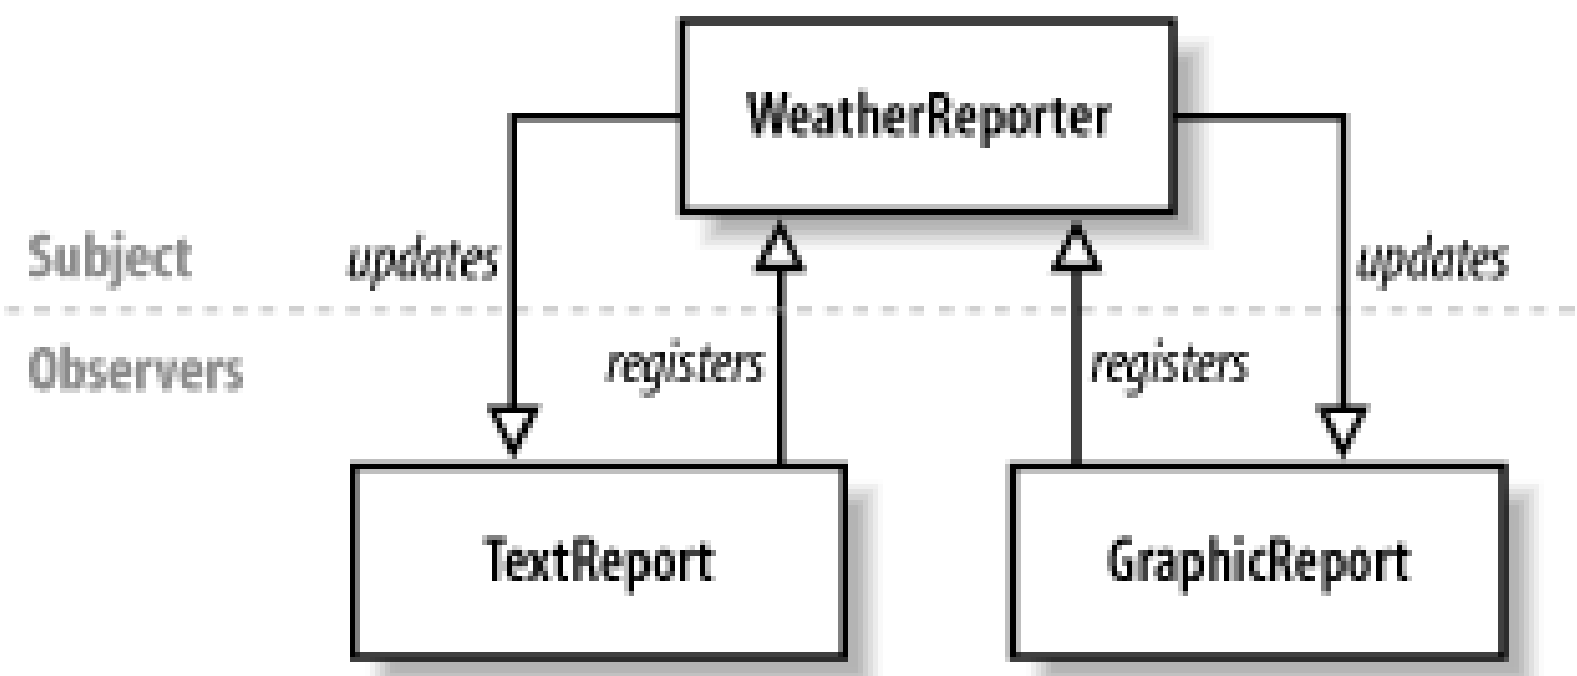 WeatherReporter
Subject
updates
updates
Observers
registers
registers
TextReport
GraphicReport